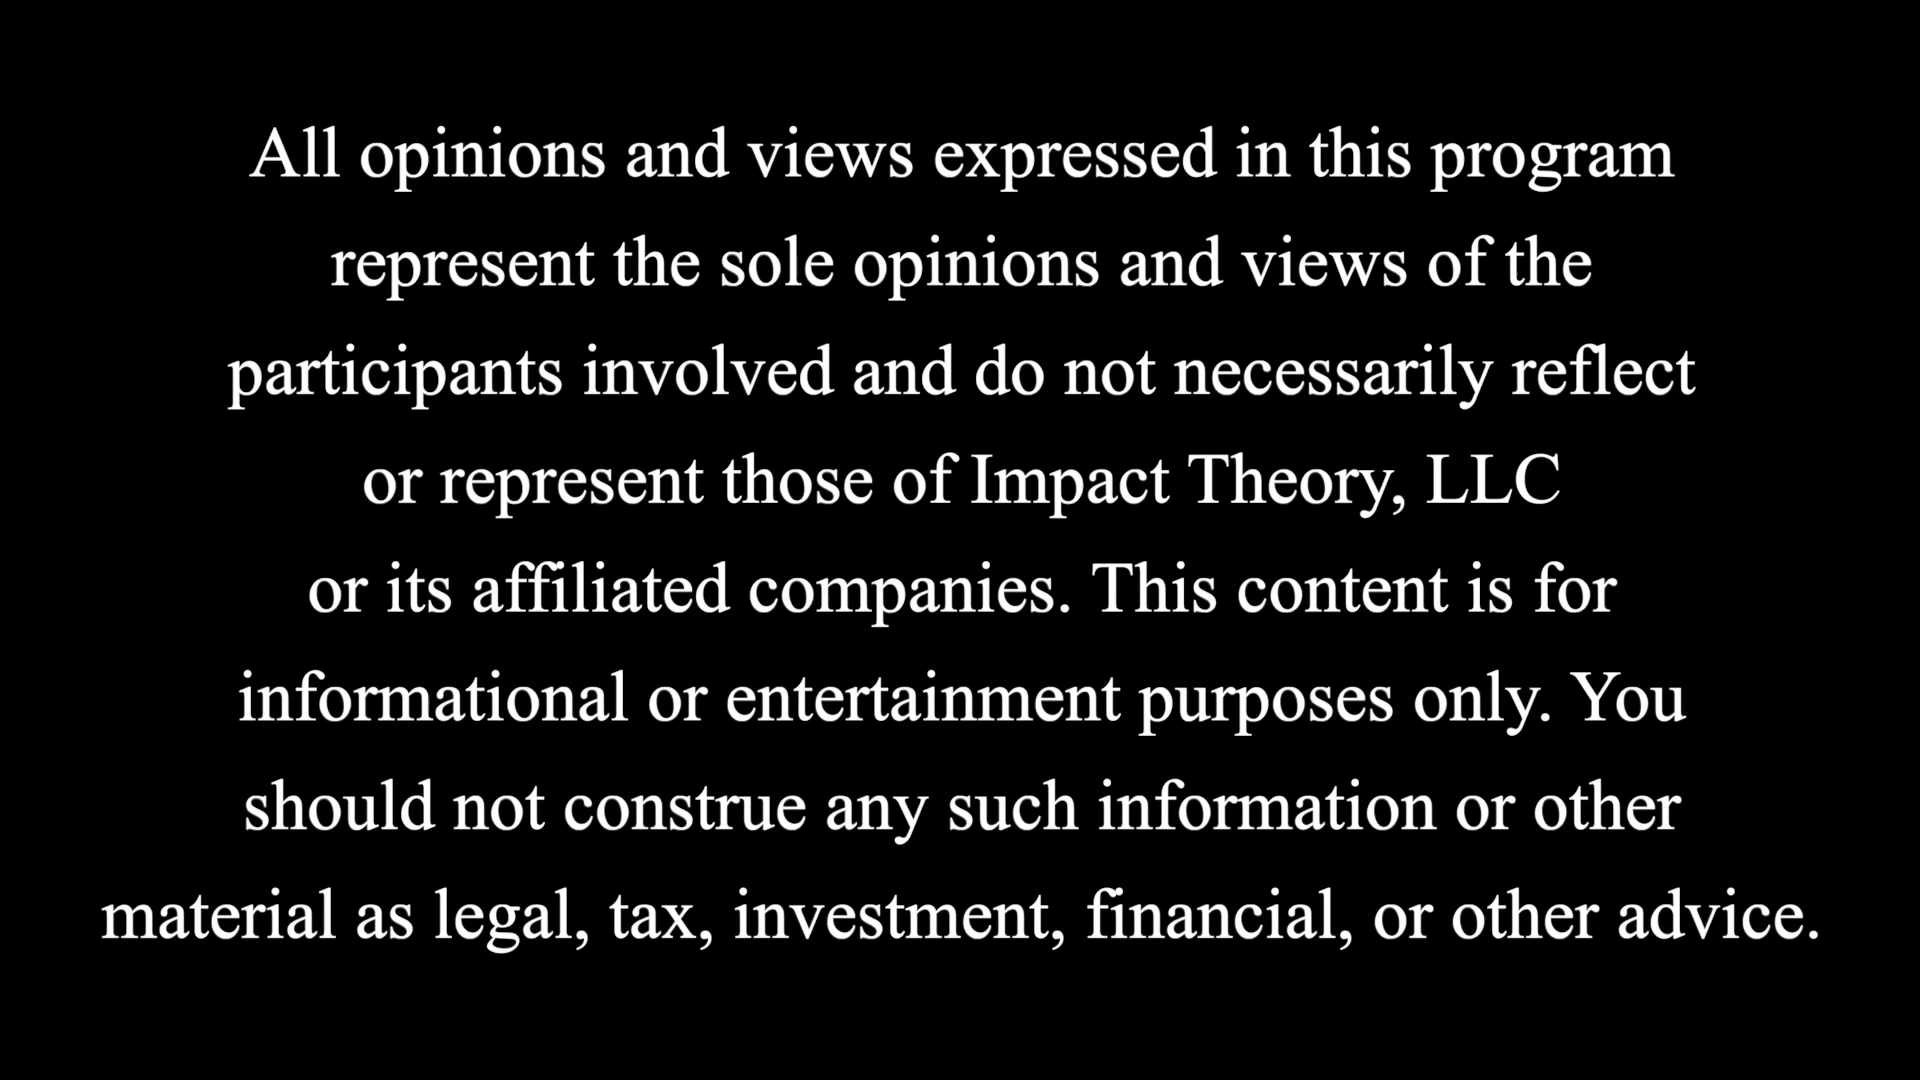 All opinions and views expressed in this program
represent the sole opinions and views of the
participants involved and do not necessarily reflect
or represent those of Impact Theory, LLC
or its affiliated companies. This content is for
informational or entertainment purposes only. You
should not construe any such information or other
material as legal, tax, investment, financial, or other advice.